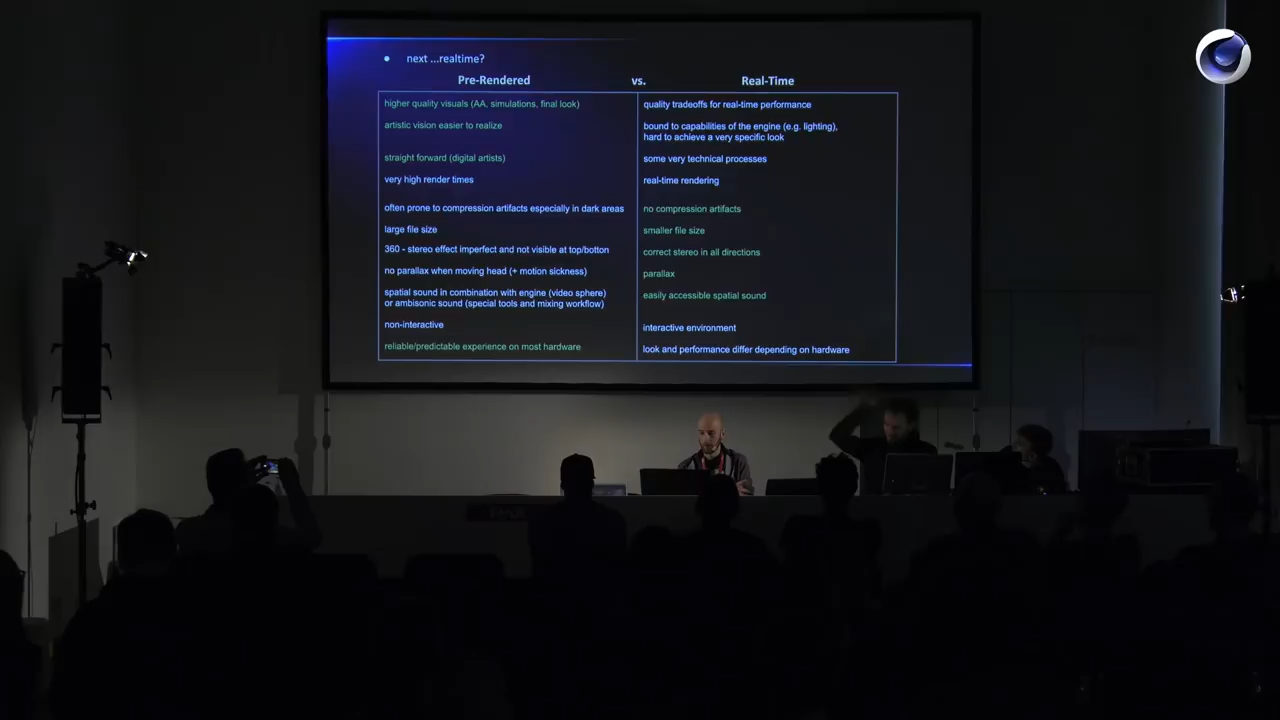 next ...realtime?
Pre-Rendered vs. Real-Time
higher quality visuals (AA, simulations, final look)
quality tradeoffs for real-time performance
artistic vision easier to realize
bound to capabilities of the engine (e.g. lighting),
hard to achieve a very specific look
straight forward (digital artists)
some very technical processes
very high render times
real-time rendering
often prone to compression artifacts especially in dark areas
no compression artifacts
large file size
smaller file size
360 - stereo effect imperfect and not visible at top/botton
correct stereo in all directions
no parallax when moving head (+ motion sickness)
parallax
spatial sound in combination with engine (video sphere)
or ambisonic sound (special tools and mixing workflow)
easily accessible spatial sound
non-interactive
interactive environment
reliable/predictable experience on most hardware
look and performance differ depending on hardware